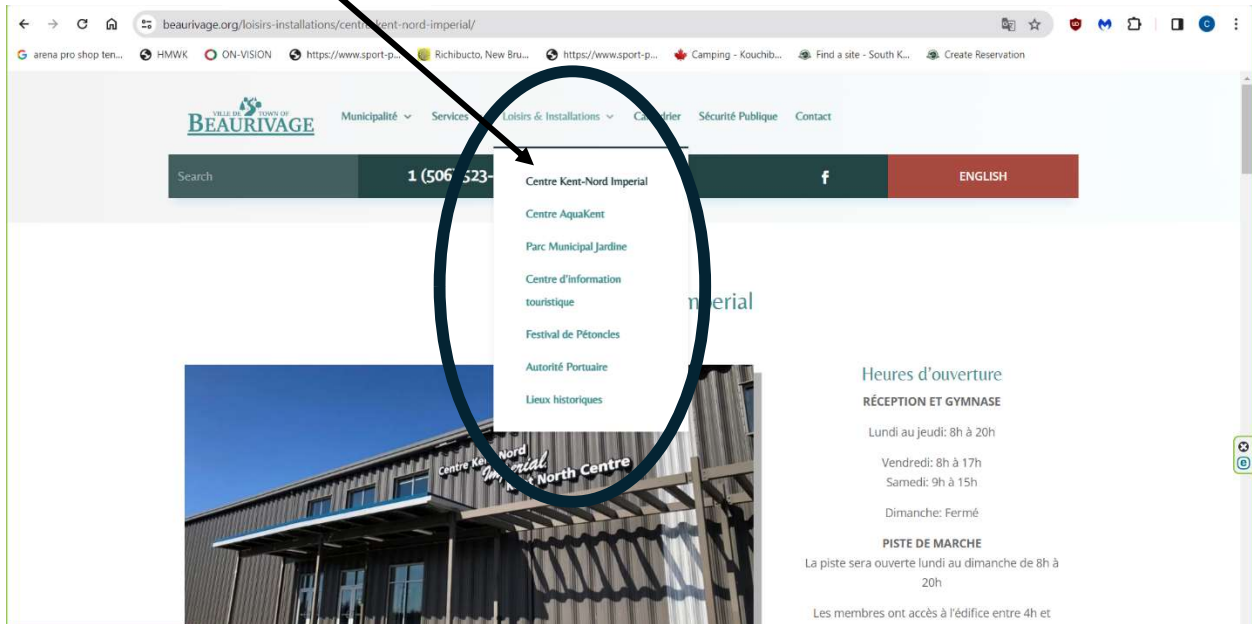 beaurivage.org/loisirs-installations/centre-kent-nord-imperial/
arena pro shop ten... HMWK ON-VISION https://www.sport-p... Richibucto, New Bru... https://www.sport-p... Camping - Kouchib... Find a site - South K... Create Reservation
VILLE DE TOWN OF
BEAURIVAGE
Municipalité Services Loisirs & Installations Sécurité Publique Contact
Search 1 (506) 523- f ENGLISH
Centre Kent-Nord Imperial
Centre AquaKent
Parc Municipal Jardine
Centre d'information
touristique
Festival de Pétoncles
Autorité Portuaire
Lieux historiques
Centre Kent-Nord
Imperial
Kent North Centre
Heures d'ouverture
RÉCEPTION ET GYMNASE
Lundi au jeudi: 8h à 20h
Vendredi: 8h à 17h
Samedi: 9h à 15h
Dimanche: Fermé
PISTE DE MARCHE
La piste sera ouverte lundi au dimanche de 8h à
20h
Les membres ont accès à l'édifice entre 4h et